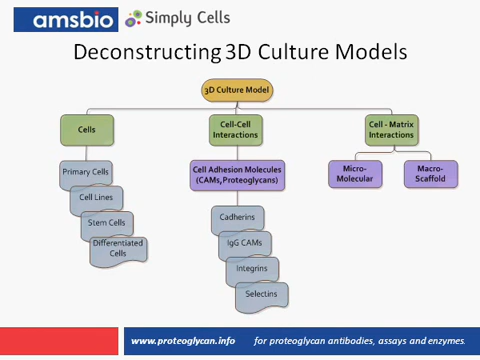 amsbio Simply Cells
Deconstructing 3D Culture Models
3D Culture Model
Cells
Cell-Cell
Interactions
Cell - Matrix
Interactions
Primary Cells
Cell Lines
Stem Cells
Differentiated
Cells
Cell Adhesion Molecules
(CAMs,Proteoglycans)
Cadherins
IgG CAMs
Integrins
Selectins
Micro-
Molecular
Macro-
Scaffold
www.proteoglycan.info for proteoglycan antibodies, assays and enzymes.